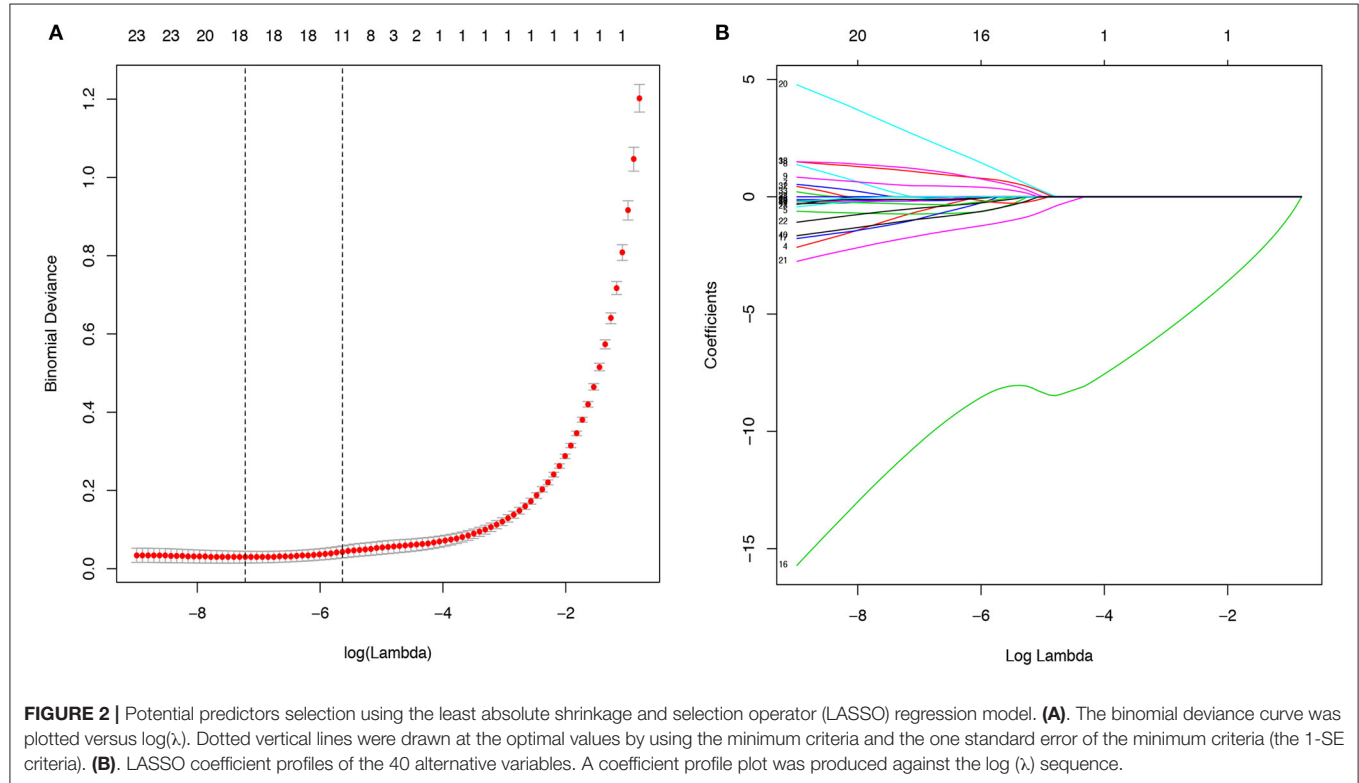 A
23 23 20 18 18 18 11 8 3 2 1 1 1 1 1 1 1 1 1
1.2
1.0
0.8
0.6
0.4
0.2
0.0
Binomial Deviance
−8 −6 −4 −2
log(Lambda)
B
20 16 1 1
5
0
−5
−10
−15
Coefficients
20
9
5
22
4
21
16
−8 −6 −4 −2
Log Lambda
FIGURE 2 | Potential predictors selection using the least absolute shrinkage and selection operator (LASSO) regression model. (A). The binomial deviance curve was
plotted versus log(λ). Dotted vertical lines were drawn at the optimal values by using the minimum criteria and the one standard error of the minimum criteria (the 1-SE
criteria). (B). LASSO coefficient profiles of the 40 alternative variables. A coefficient profile plot was produced against the log (λ) sequence.